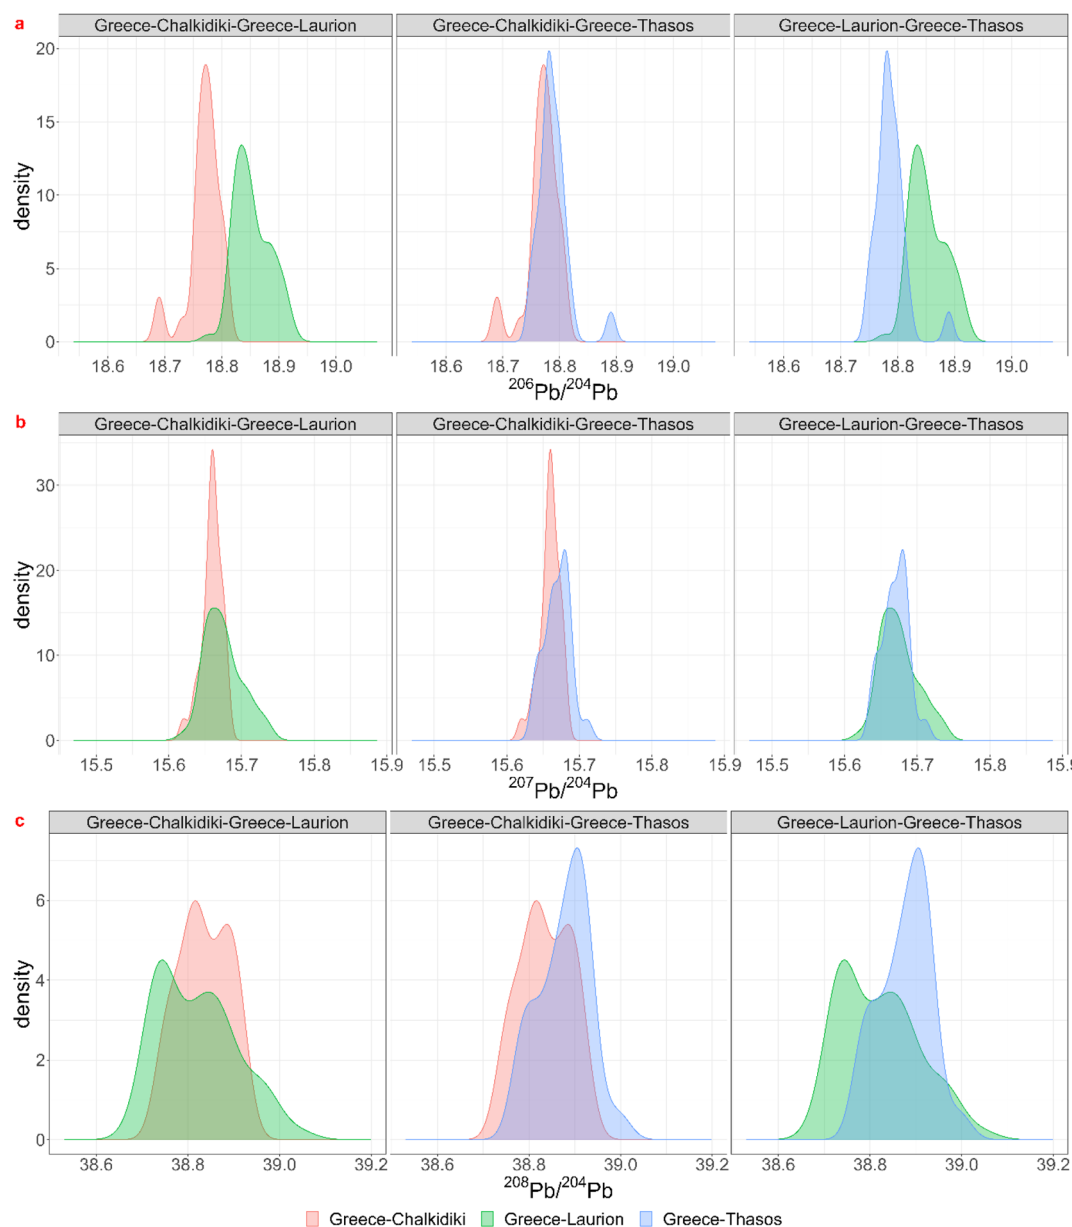 a
Greece-Chalkidiki-Greece-Laurion Greece-Chalkidiki-Greece-Thasos Greece-Laurion-Greece-Thasos
20
15
10
5
0
density
18.6 18.7 18.8 18.9 19.0 18.6 18.7 18.8 18.9 19.0 18.6 18.7 18.8 18.9 19.0
²⁰⁶Pb/²⁰⁴Pb
b
Greece-Chalkidiki-Greece-Laurion Greece-Chalkidiki-Greece-Thasos Greece-Laurion-Greece-Thasos
30
20
10
0
density
15.5 15.6 15.7 15.8 15.9 15.5 15.6 15.7 15.8 15.9 15.5 15.6 15.7 15.8 15.9
²⁰⁷Pb/²⁰⁴Pb
c
Greece-Chalkidiki-Greece-Laurion Greece-Chalkidiki-Greece-Thasos Greece-Laurion-Greece-Thasos
6
4
2
0
density
38.6 38.8 39.0 39.2 38.6 38.8 39.0 39.2 38.6 38.8 39.0 39.2
²⁰⁸Pb/²⁰⁴Pb
Greece-Chalkidiki Greece-Laurion Greece-Thasos